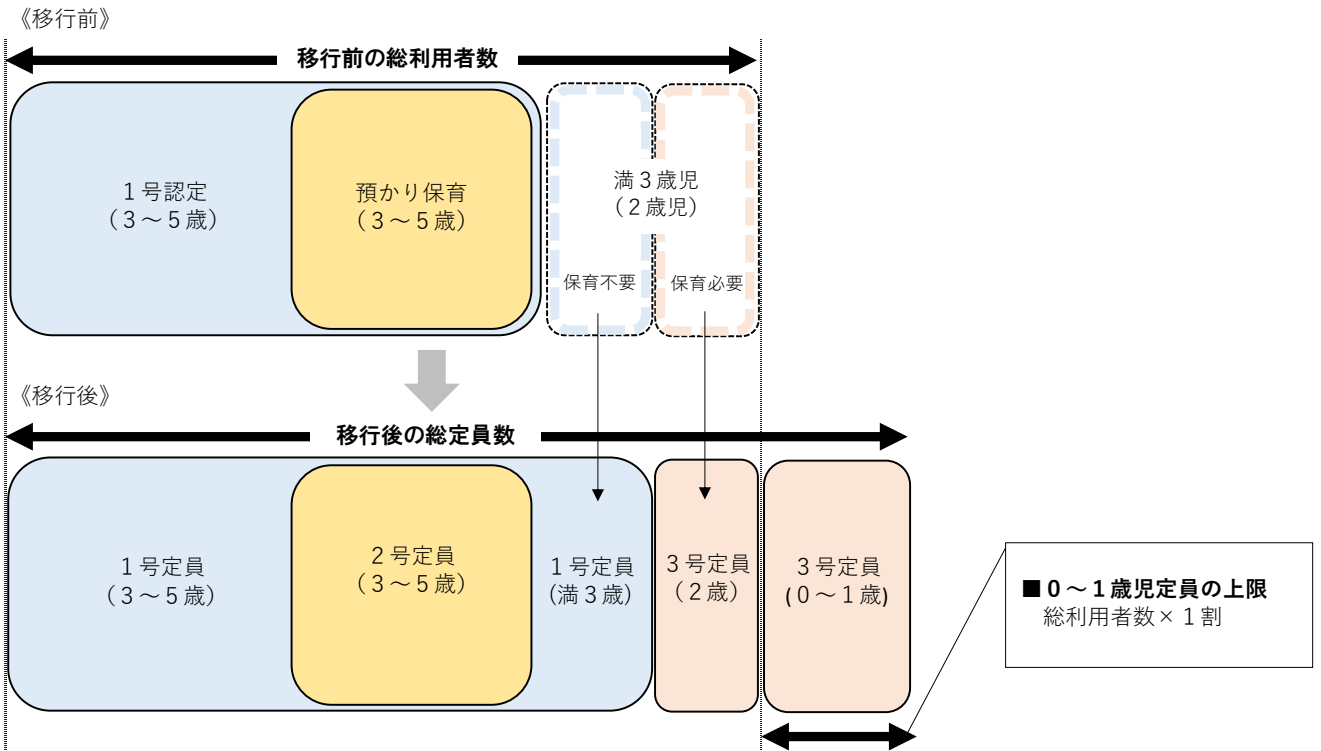 《移行前》
移行前の総利用者数
１号認定
（３～５歳）
預かり保育
（３～５歳）
満３歳児
（２歳児）
保育不要
保育必要
《移行後》
移行後の総定員数
１号定員
（３～５歳）
２号定員
（３～５歳）
１号定員
(満３歳)
３号定員
（２歳）
３号定員
(０～１歳)
■０～１歳児定員の上限
総利用者数×１割